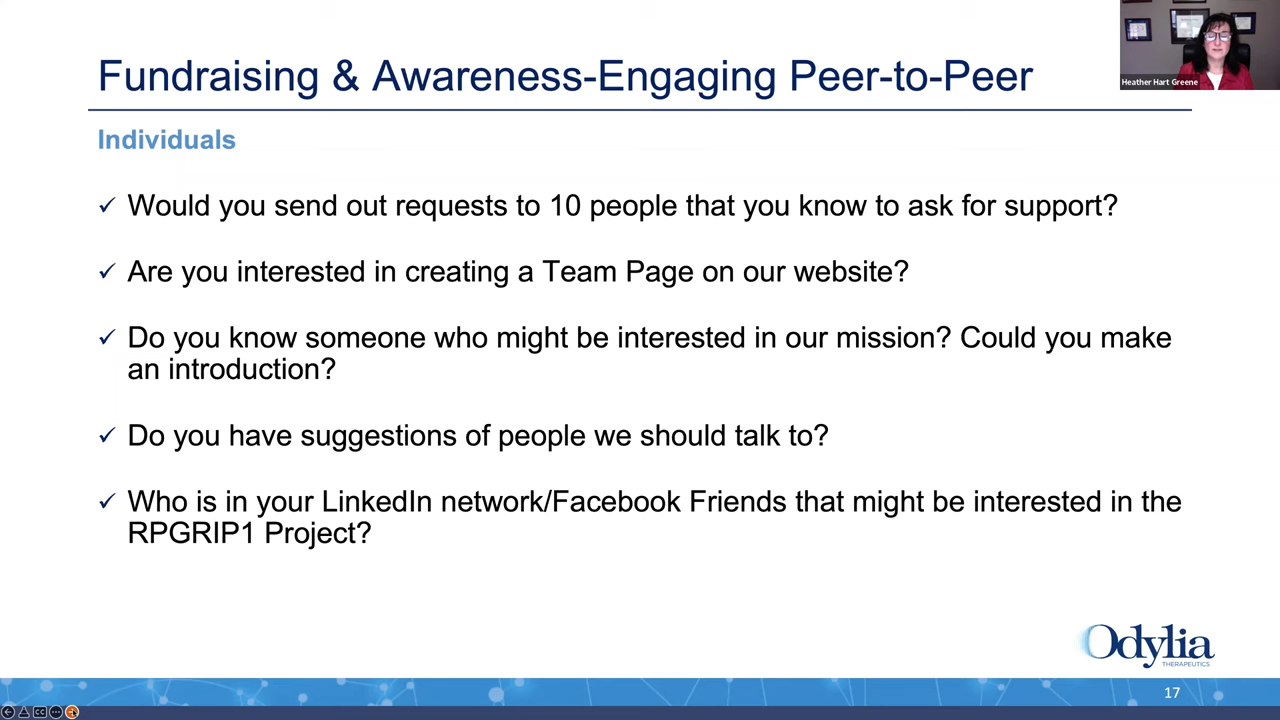 Fundraising & Awareness-Engaging Peer-to-Peer
Heather Hart Greene
Individuals
✓ Would you send out requests to 10 people that you know to ask for support?
✓ Are you interested in creating a Team Page on our website?
✓ Do you know someone who might be interested in our mission? Could you make
an introduction?
✓ Do you have suggestions of people we should talk to?
✓ Who is in your LinkedIn network/Facebook Friends that might be interested in the
RPGRIP1 Project?
Odylia
THERAPEUTICS
17